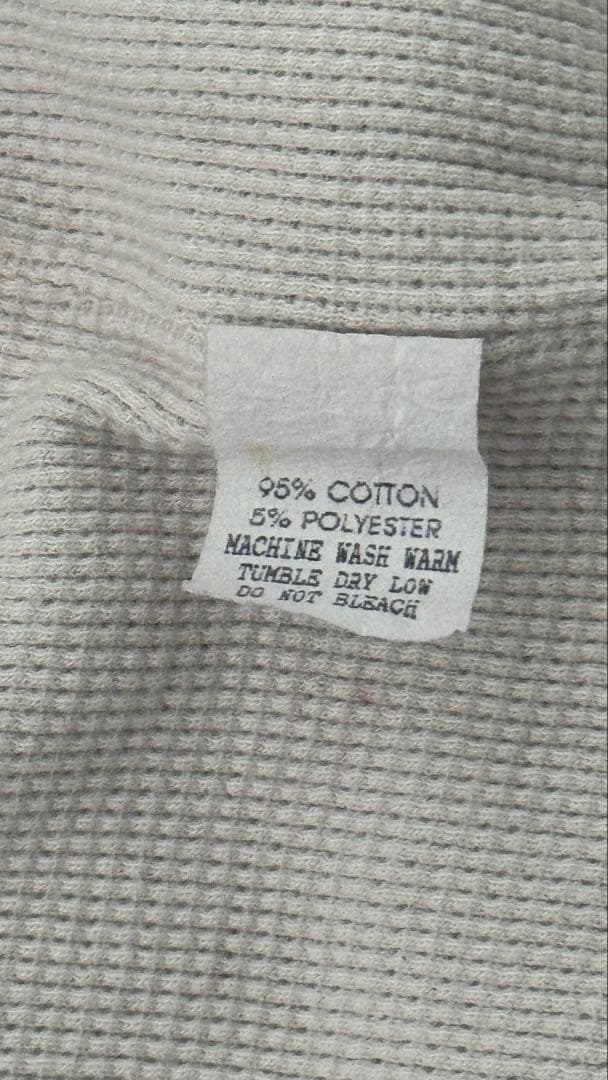 95% COTTON
5% POLYESTER
MACHINE WASH WARM
TUMBLE DRY LOW
DO NOT BLEACH